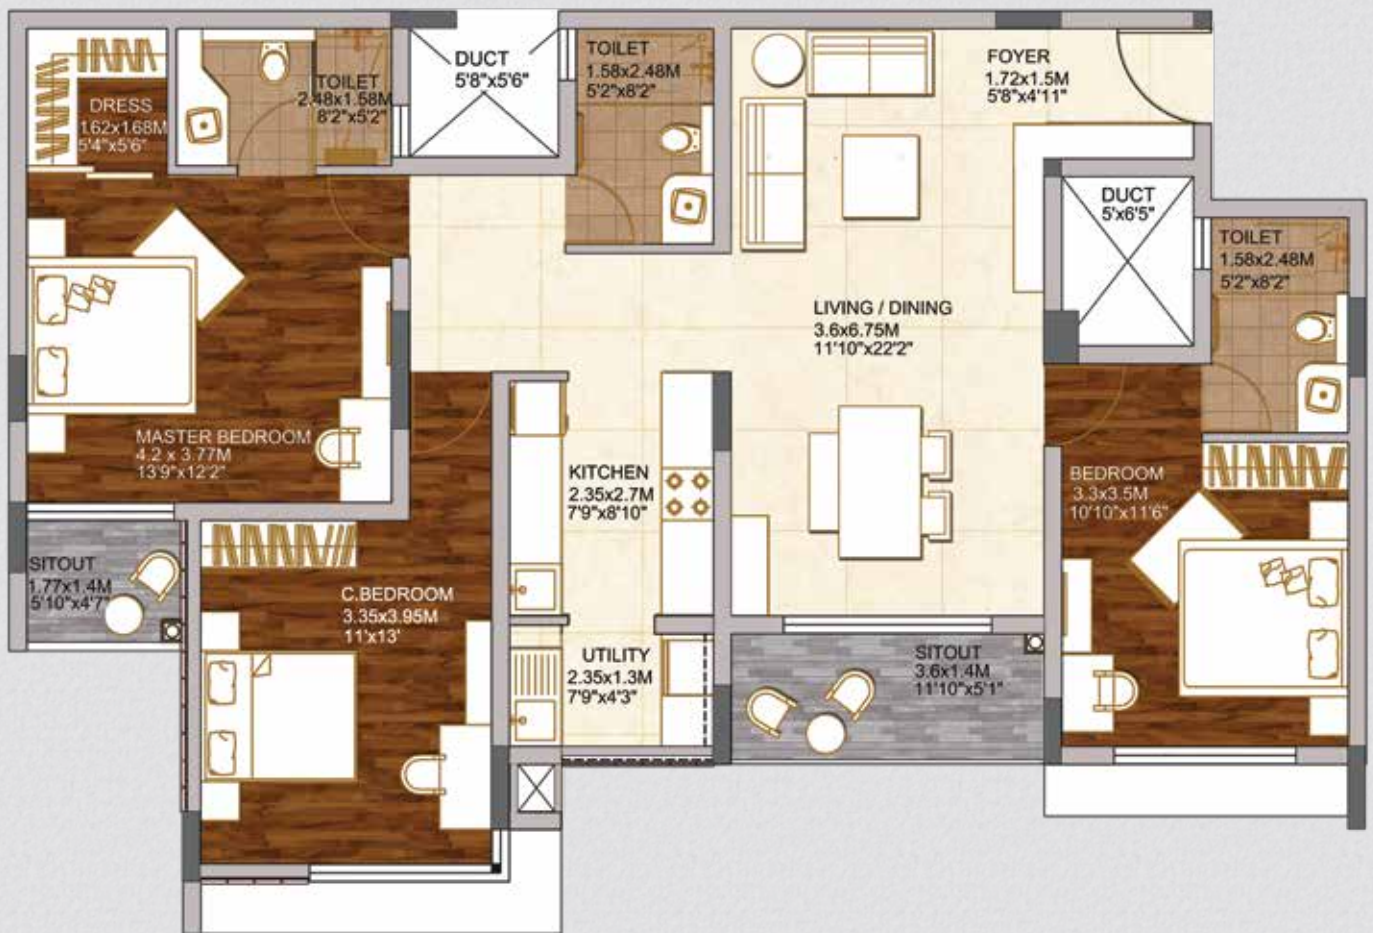 DRESS
1.62x1.68M
5'4"x5'6"
TOILET
2.48x1.58M
8'2"x5'2"
DUCT
5'8"x5'6"
TOILET
1.58x2.48M
5'2"x8'2"
FOYER
1.72x1.5M
5'8"x4'11"
DUCT
5'x6'5"
TOILET
1.58x2.48M
5'2"x8'2"
LIVING / DINING
3.6x6.75M
11'10"x22'2"
MASTER BEDROOM
4.2 x 3.77M
13'9"x12'2"
KITCHEN
2.35x2.7M
7'9"x8'10"
BEDROOM
3.3x3.5M
10'10"x11'6"
SITOUT
1.77x1.4M
5'10"x4'7"
C.BEDROOM
3.35x3.95M
11'x13'
UTILITY
2.35x1.3M
7'9"x4'3"
SITOUT
3.6x1.4M
11'10"x5'1"